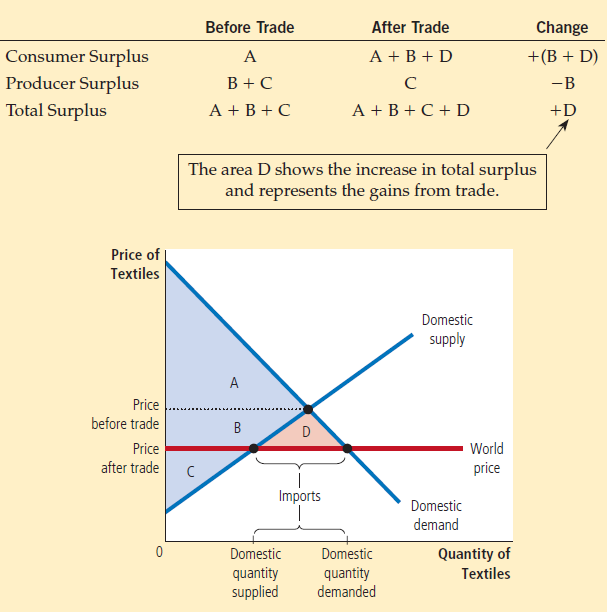 Before Trade After Trade Change
Consumer Surplus A A + B + D +(B + D)
Producer Surplus B + C C −B
Total Surplus A + B + C A + B + C + D +D
The area D shows the increase in total surplus
and represents the gains from trade.
Price of
Textiles
Domestic
supply
A
Price
before trade
B
D
Price
after trade
World
price
C
Imports
Domestic
demand
0
Domestic
quantity
supplied
Domestic
quantity
demanded
Quantity of
Textiles